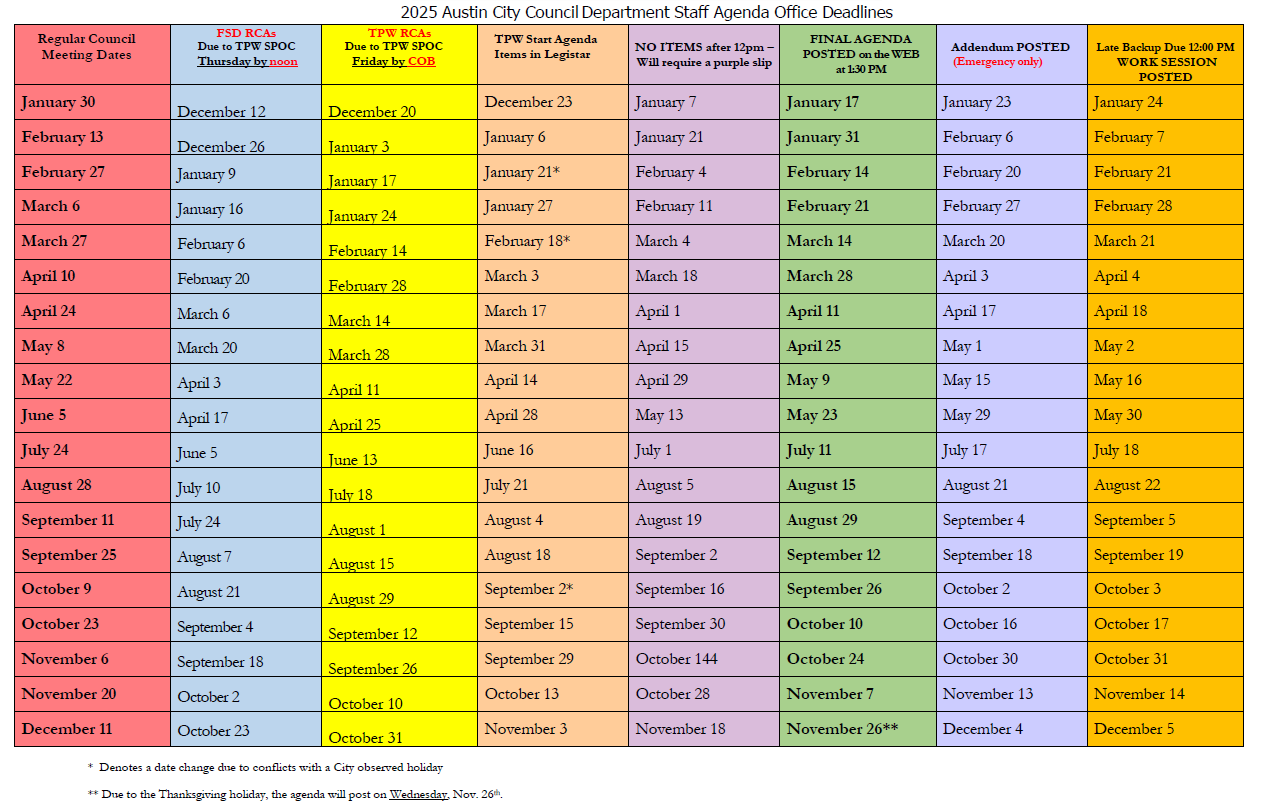 2025 Austin City Council Department Staff Agenda Office Deadlines
Regular Council Meeting Dates | FSD RCAs Due to TPW SPOC Thursday by noon | TPW RCAs Due to TPW SPOC Friday by COB | TPW Start Agenda Items in Legistar | NO ITEMS after 12pm – Will require a purple slip | FINAL AGENDA POSTED on the WEB at 1:30 PM | Addendum POSTED (Emergency only) | Late Backup Due 12:00 PM WORK SESSION POSTED
January 30 | December 12 | December 20 | December 23 | January 7 | January 17 | January 23 | January 24
February 13 | December 26 | January 3 | January 6 | January 21 | January 31 | February 6 | February 7
February 27 | January 9 | January 17 | January 21* | February 4 | February 14 | February 20 | February 21
March 6 | January 16 | January 24 | January 27 | February 11 | February 21 | February 27 | February 28
March 27 | February 6 | February 14 | February 18* | March 4 | March 14 | March 20 | March 21
April 10 | February 20 | February 28 | March 3 | March 18 | March 28 | April 3 | April 4
April 24 | March 6 | March 14 | March 17 | April 1 | April 11 | April 17 | April 18
May 8 | March 20 | March 28 | March 31 | April 15 | April 25 | May 1 | May 2
May 22 | April 3 | April 11 | April 14 | April 29 | May 9 | May 15 | May 16
June 5 | April 17 | April 25 | April 28 | May 13 | May 23 | May 29 | May 30
July 24 | June 5 | June 13 | June 16 | July 1 | July 11 | July 17 | July 18
August 28 | July 10 | July 18 | July 21 | August 5 | August 15 | August 21 | August 22
September 11 | July 24 | August 1 | August 4 | August 19 | August 29 | September 4 | September 5
September 25 | August 7 | August 15 | August 18 | September 2 | September 12 | September 18 | September 19
October 9 | August 21 | August 29 | September 2* | September 16 | September 26 | October 2 | October 3
October 23 | September 4 | September 12 | September 15 | September 30 | October 10 | October 16 | October 17
November 6 | September 18 | September 26 | September 29 | October 144 | October 24 | October 30 | October 31
November 20 | October 2 | October 10 | October 13 | October 28 | November 7 | November 13 | November 14
December 11 | October 23 | October 31 | November 3 | November 18 | November 26** | December 4 | December 5
* Denotes a date change due to conflicts with a City observed holiday
** Due to the Thanksgiving holiday, the agenda will post on Wednesday, Nov. 26th.